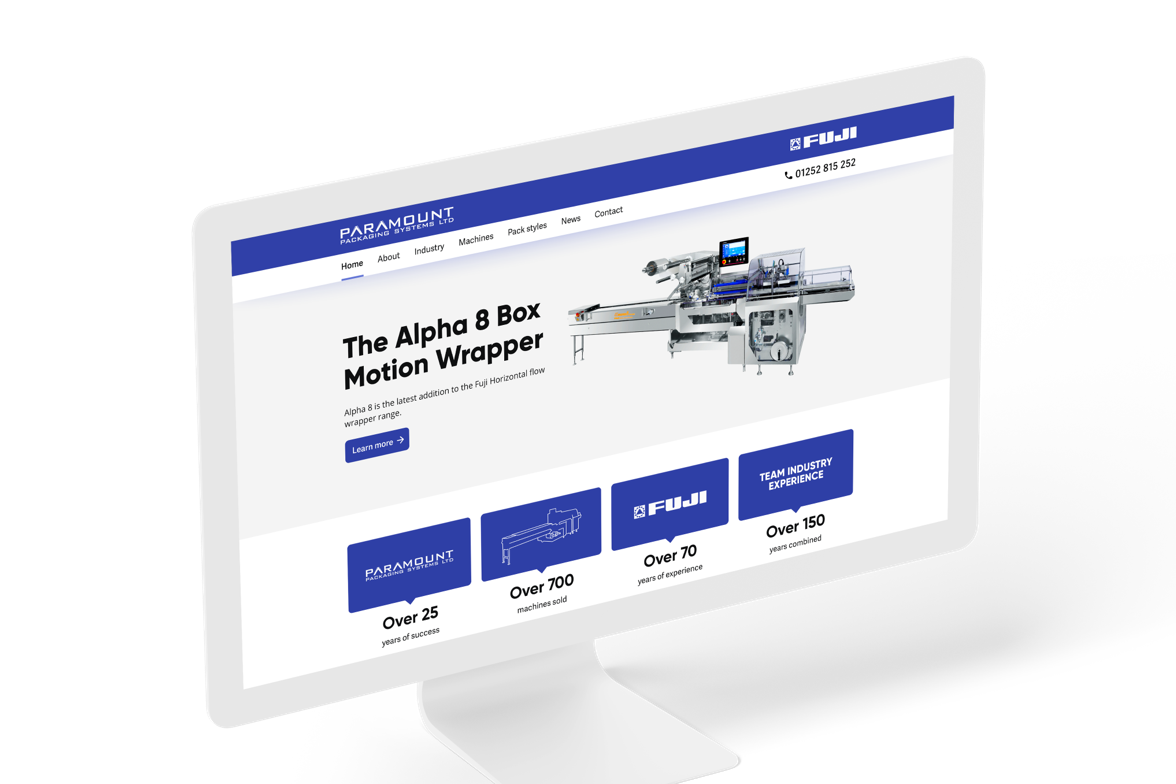 FUJI
01252 815 252
PARAMOUNT
PACKAGING SYSTEMS LTD
Home About Industry Machines Pack styles News Contact
The Alpha 8 Box
Motion Wrapper
Alpha 8 is the latest addition to the Fuji Horizontal flow
wrapper range.
Learn more
PARAMOUNT
PACKAGING SYSTEMS LTD
Over 25
years of success
Over 700
machines sold
FUJI
Over 70
years of experience
TEAM INDUSTRY
EXPERIENCE
Over 150
years combined